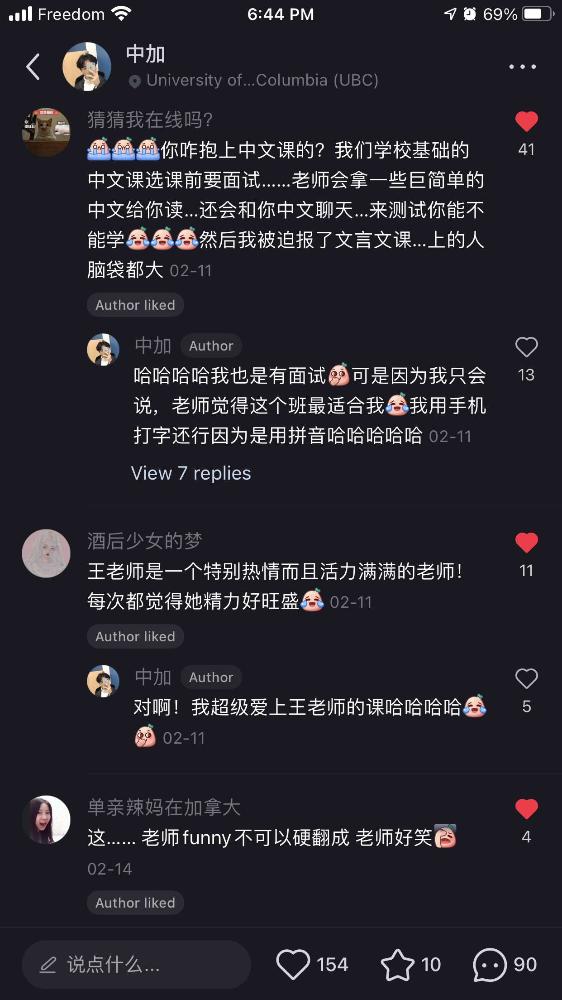 Freedom 6:44 PM 69%
中加
University of...Columbia (UBC)
交易报价
你:
摸肚肚
猜猜我在线吗?
你咋抱上中文课的？我们学校基础的
中文课选课前要面试……老师会拿一些巨简单的
中文给你读...还会和你中文聊天...来测试你能不
能学然后我被迫报了文言文课...上的人
脑袋都大 02-11
41
Author liked
中加 Author
哈哈哈哈我也是有面试可是因为我只会
说，老师觉得这个班最适合我我用手机
打字还行因为是用拼音哈哈哈哈哈 02-11
13
View 7 replies
酒后少女的梦
王老师是一个特别热情而且活力满满的老师！
每次都觉得她精力好旺盛 02-11
11
Author liked
中加 Author
对啊！我超级爱上王老师的课哈哈哈哈
02-11
5
单亲辣妈在加拿大
这…… 老师funny不可以硬翻成 老师好笑
02-14
4
Author liked
说点什么... 154 10 90